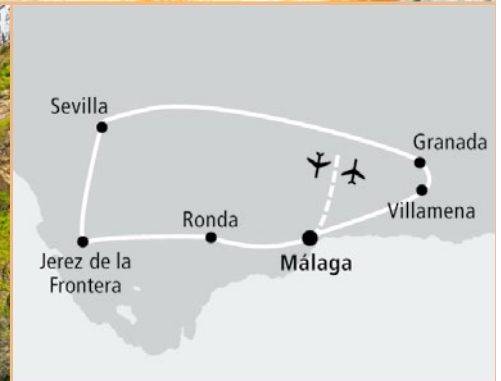 Sevilla
Granada
Villamena
Ronda
Málaga
Jerez de la
Frontera